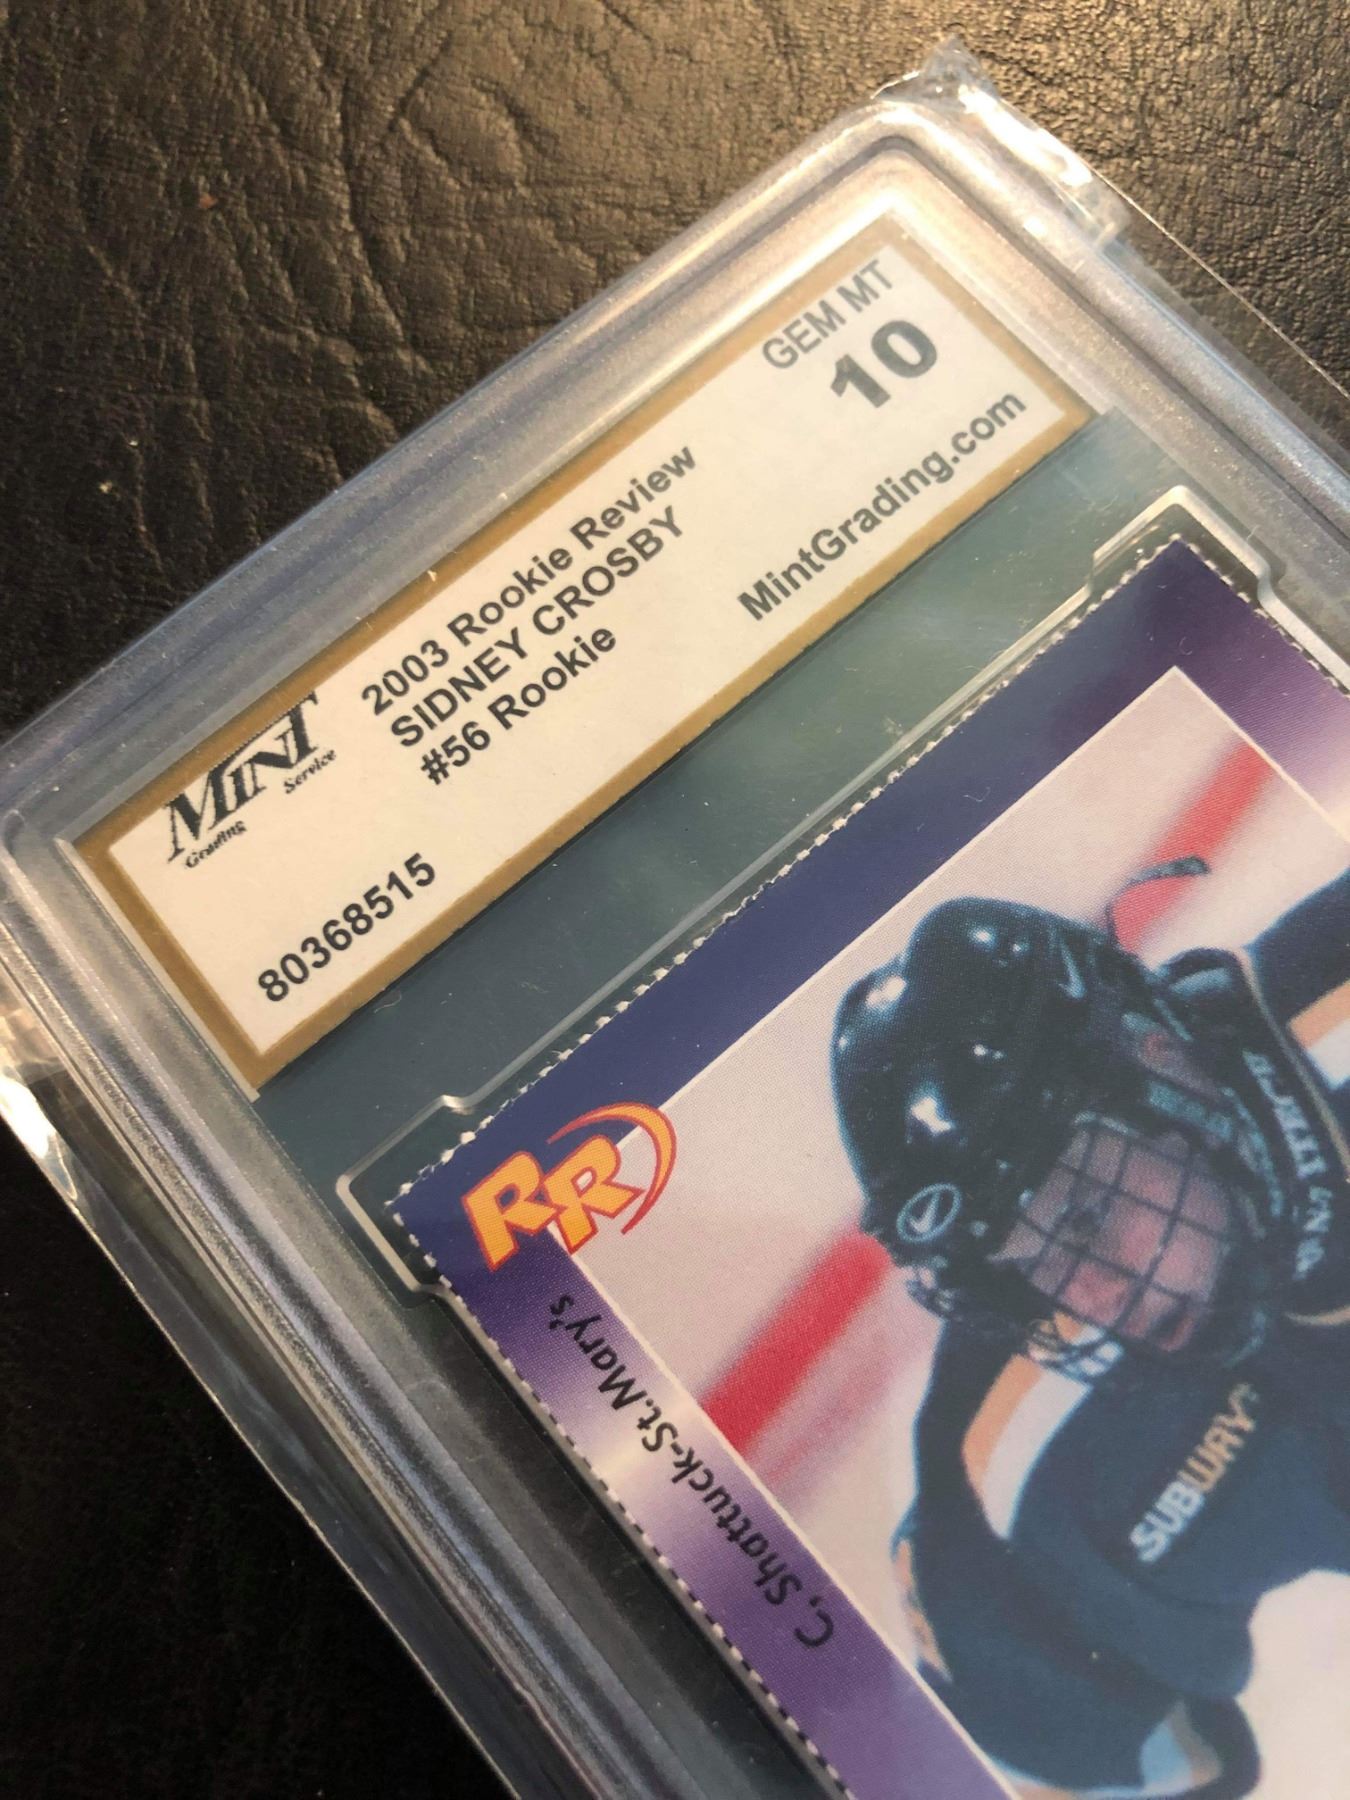 MINT
Grading Service
2003 Rookie Review
SIDNEY CROSBY
#56 Rookie
GEM MT
10
80368515
MintGrading.com
RR
C, Shattuck-St.Mary's
SUBWAY